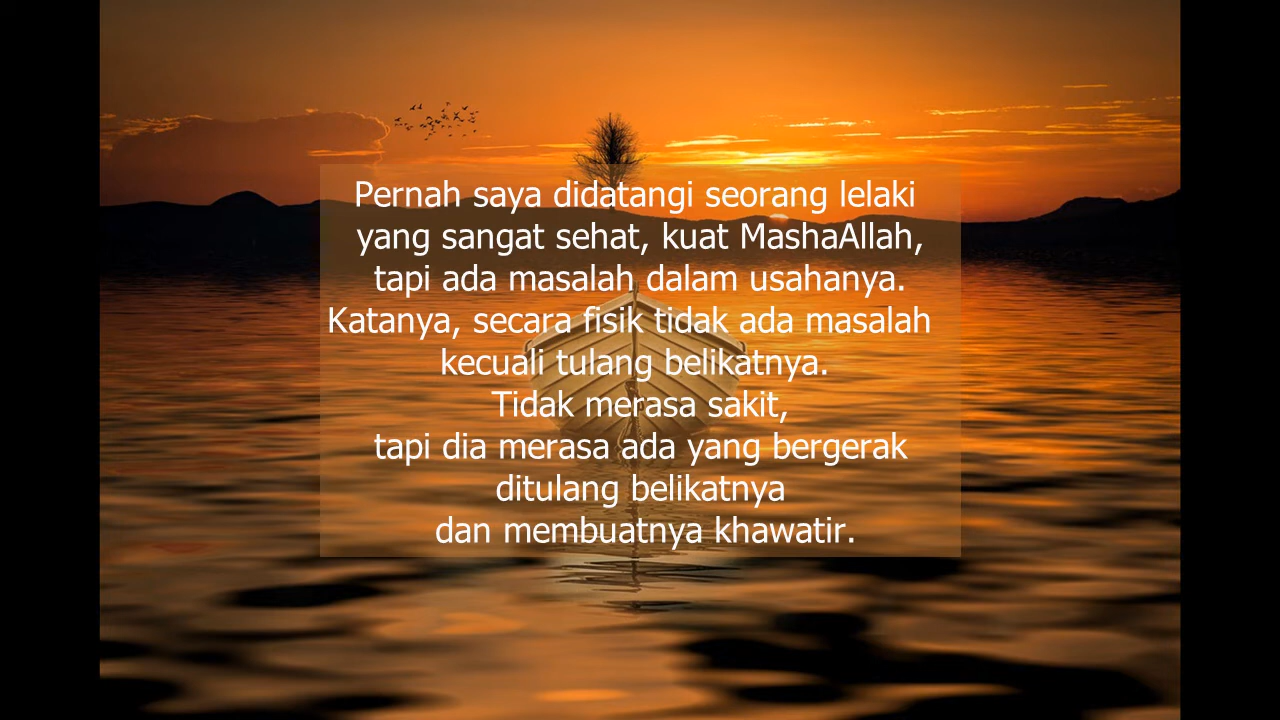 Pernah saya didatangi seorang lelaki
yang sangat sehat, kuat MashaAllah,
tapi ada masalah dalam usahanya.
Katanya, secara fisik tidak ada masalah
kecuali tulang belikatnya.
Tidak merasa sakit,
tapi dia merasa ada yang bergerak
ditulang belikatnya
dan membuatnya khawatir.